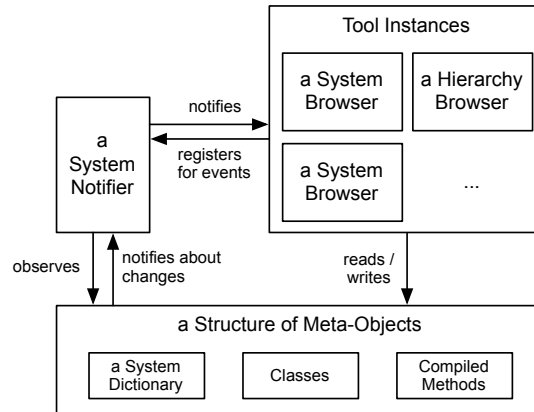 Tool Instances
a System
Browser
a Hierarchy
Browser
a System
Browser
...
a
System
Notifier
notifies
registers
for events
observes
notifies about
changes
reads /
writes
a Structure of Meta-Objects
a System
Dictionary
Classes
Compiled
Methods